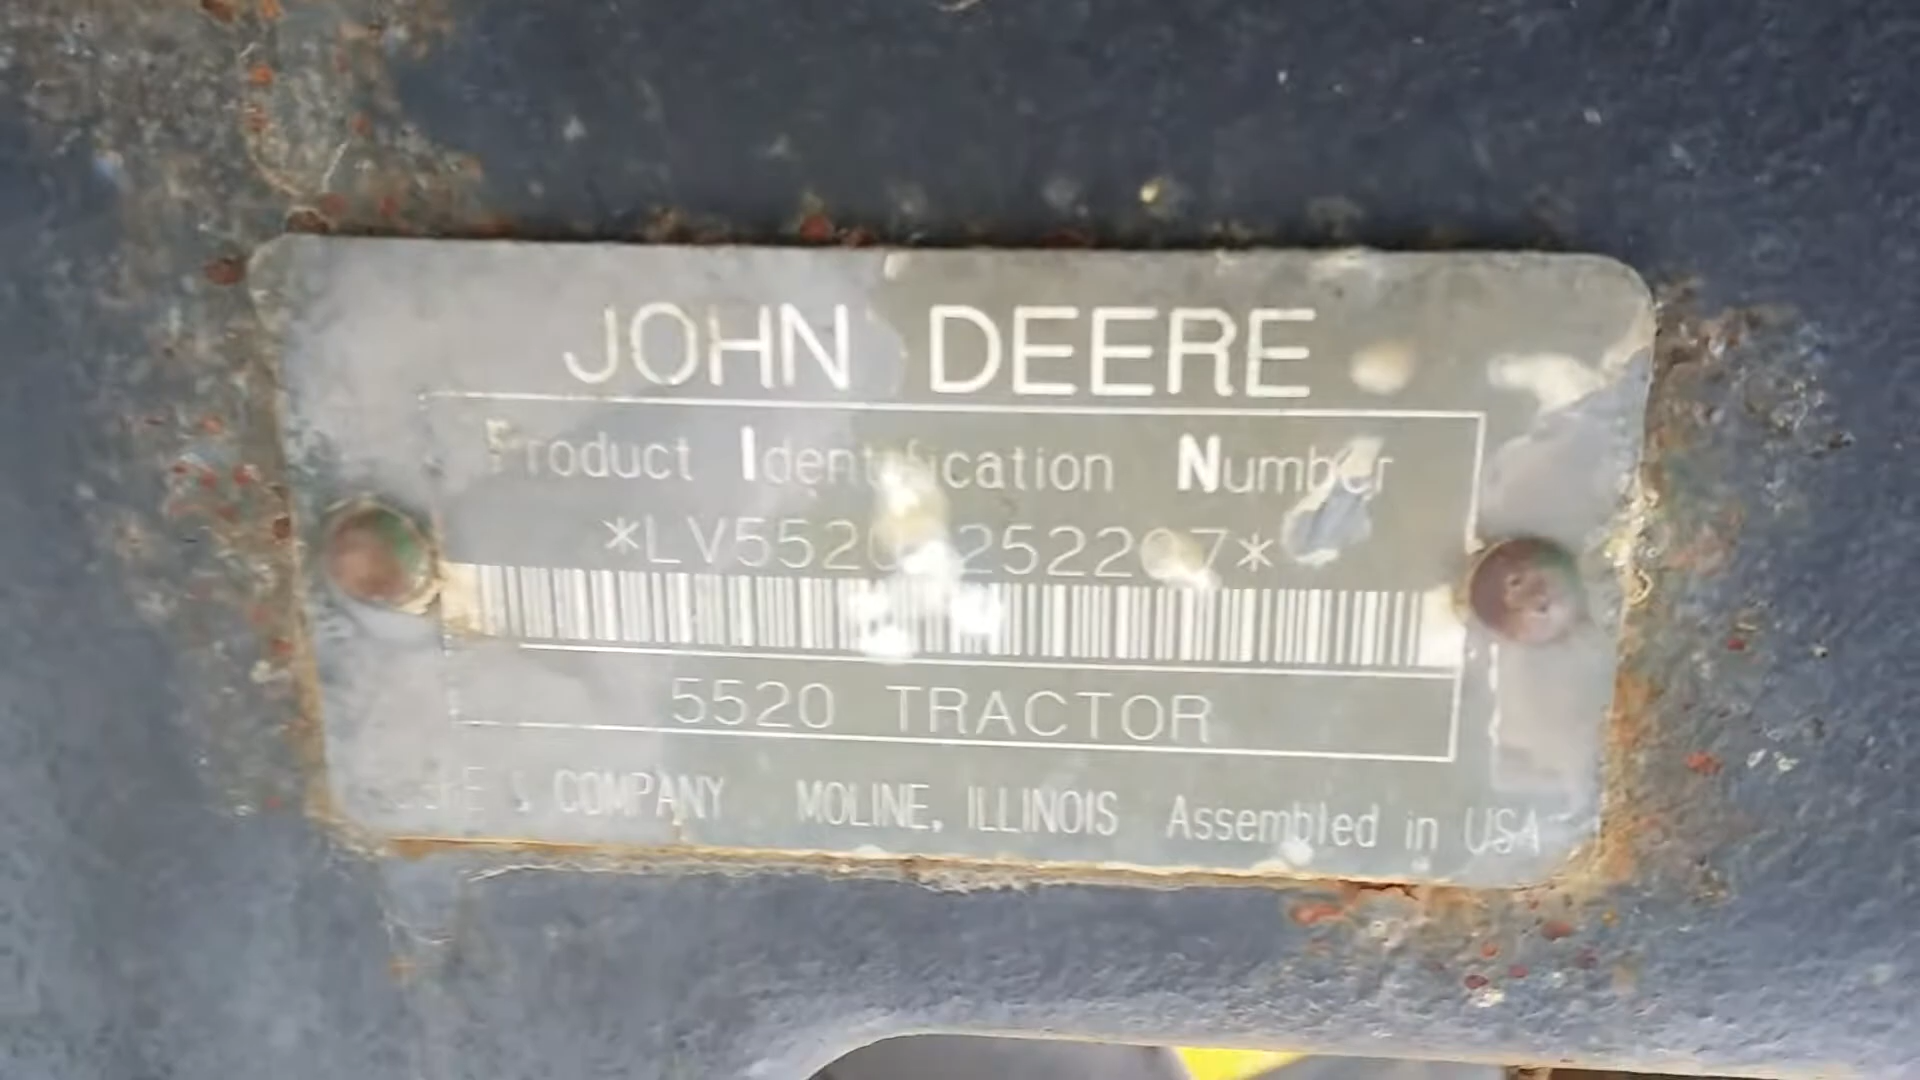 JOHN DEERE
Product Identification Number
5520 TRACTOR
& COMPANY MOLINE, ILLINOIS Assembled in USA